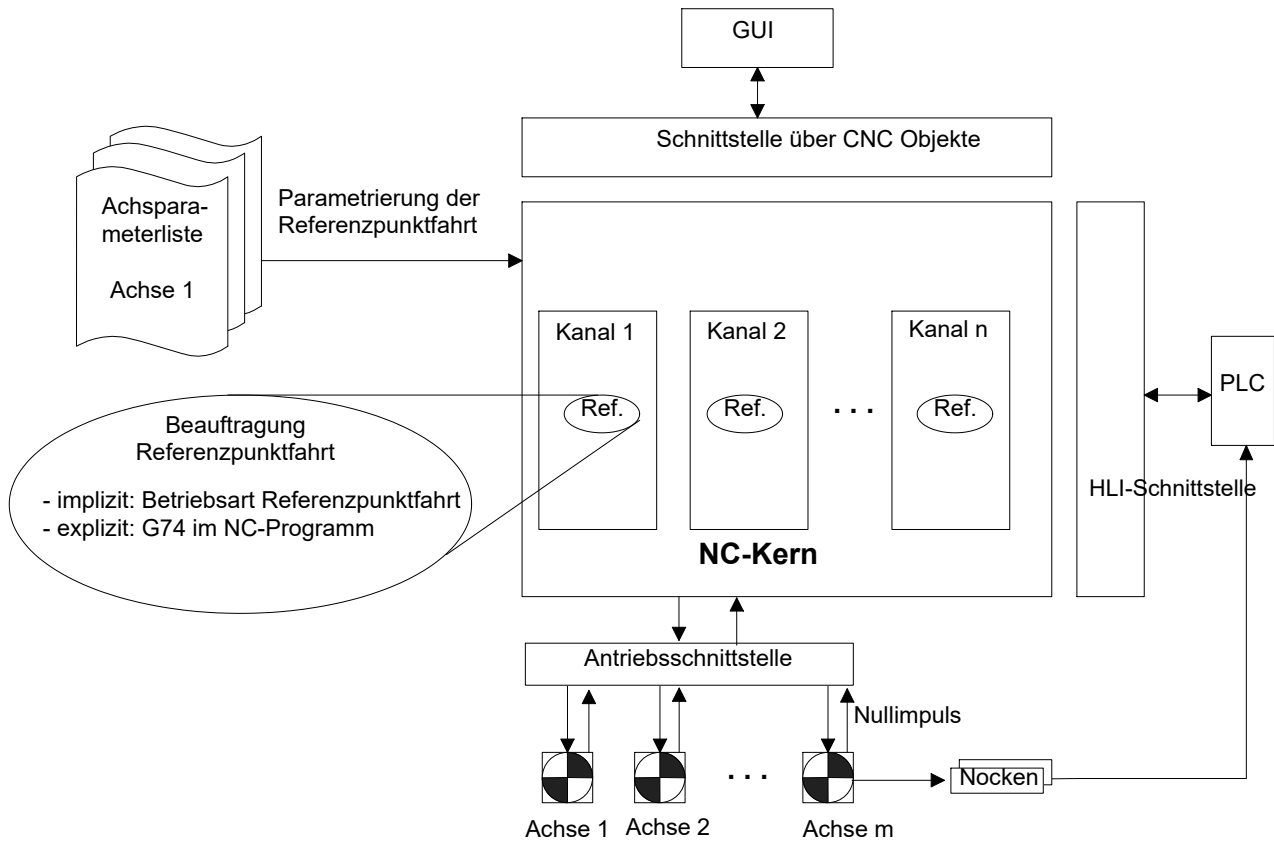 GUI
Schnittstelle über CNC Objekte
Achspara-
meterliste
Achse 1
Parametrierung der
Referenzpunktfahrt
Kanal 1
Kanal 2
Kanal n
Ref.
Ref.
. . .
Ref.
PLC
Beauftragung
Referenzpunktfahrt
- implizit: Betriebsart Referenzpunktfahrt
- explizit: G74 im NC-Programm
HLI-Schnittstelle
NC-Kern
Antriebsschnittstelle
Nullimpuls
. . .
Nocken
Achse 1
Achse 2
Achse m